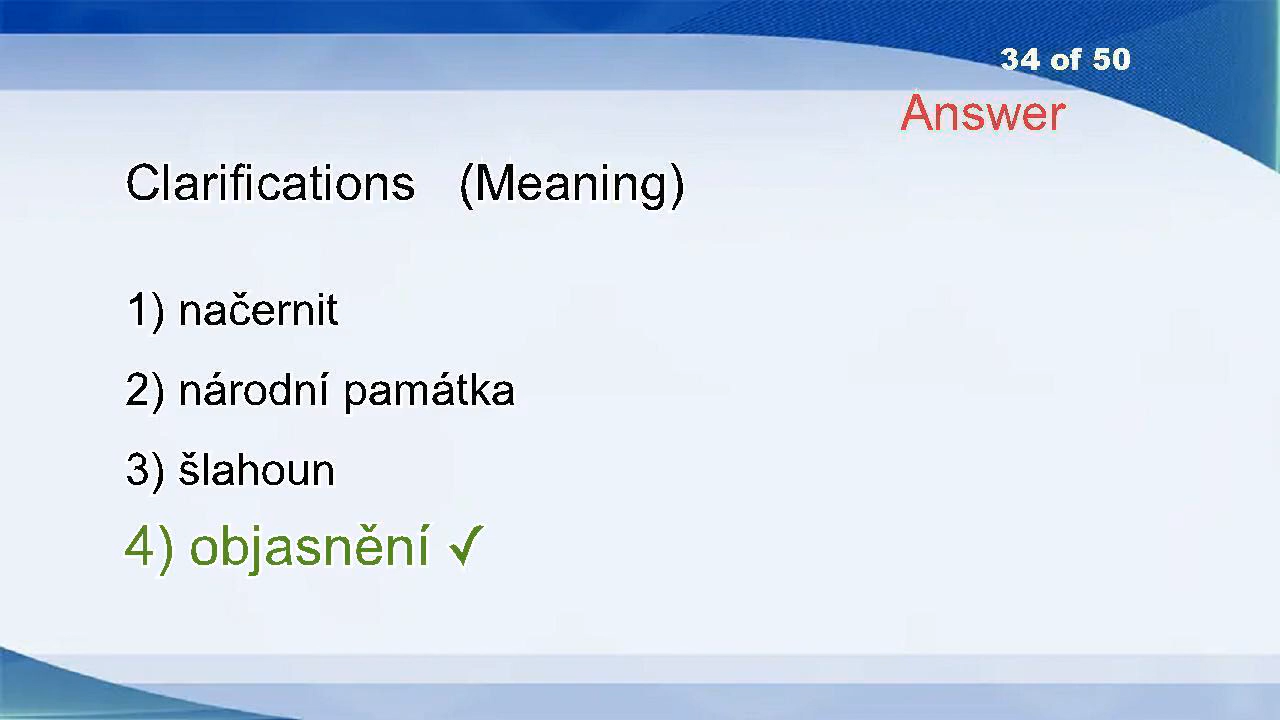 34 of 50
Answer
Clarifications (Meaning)
1) načernit
2) národní památka
3) šlahoun
4) objasnění ✓